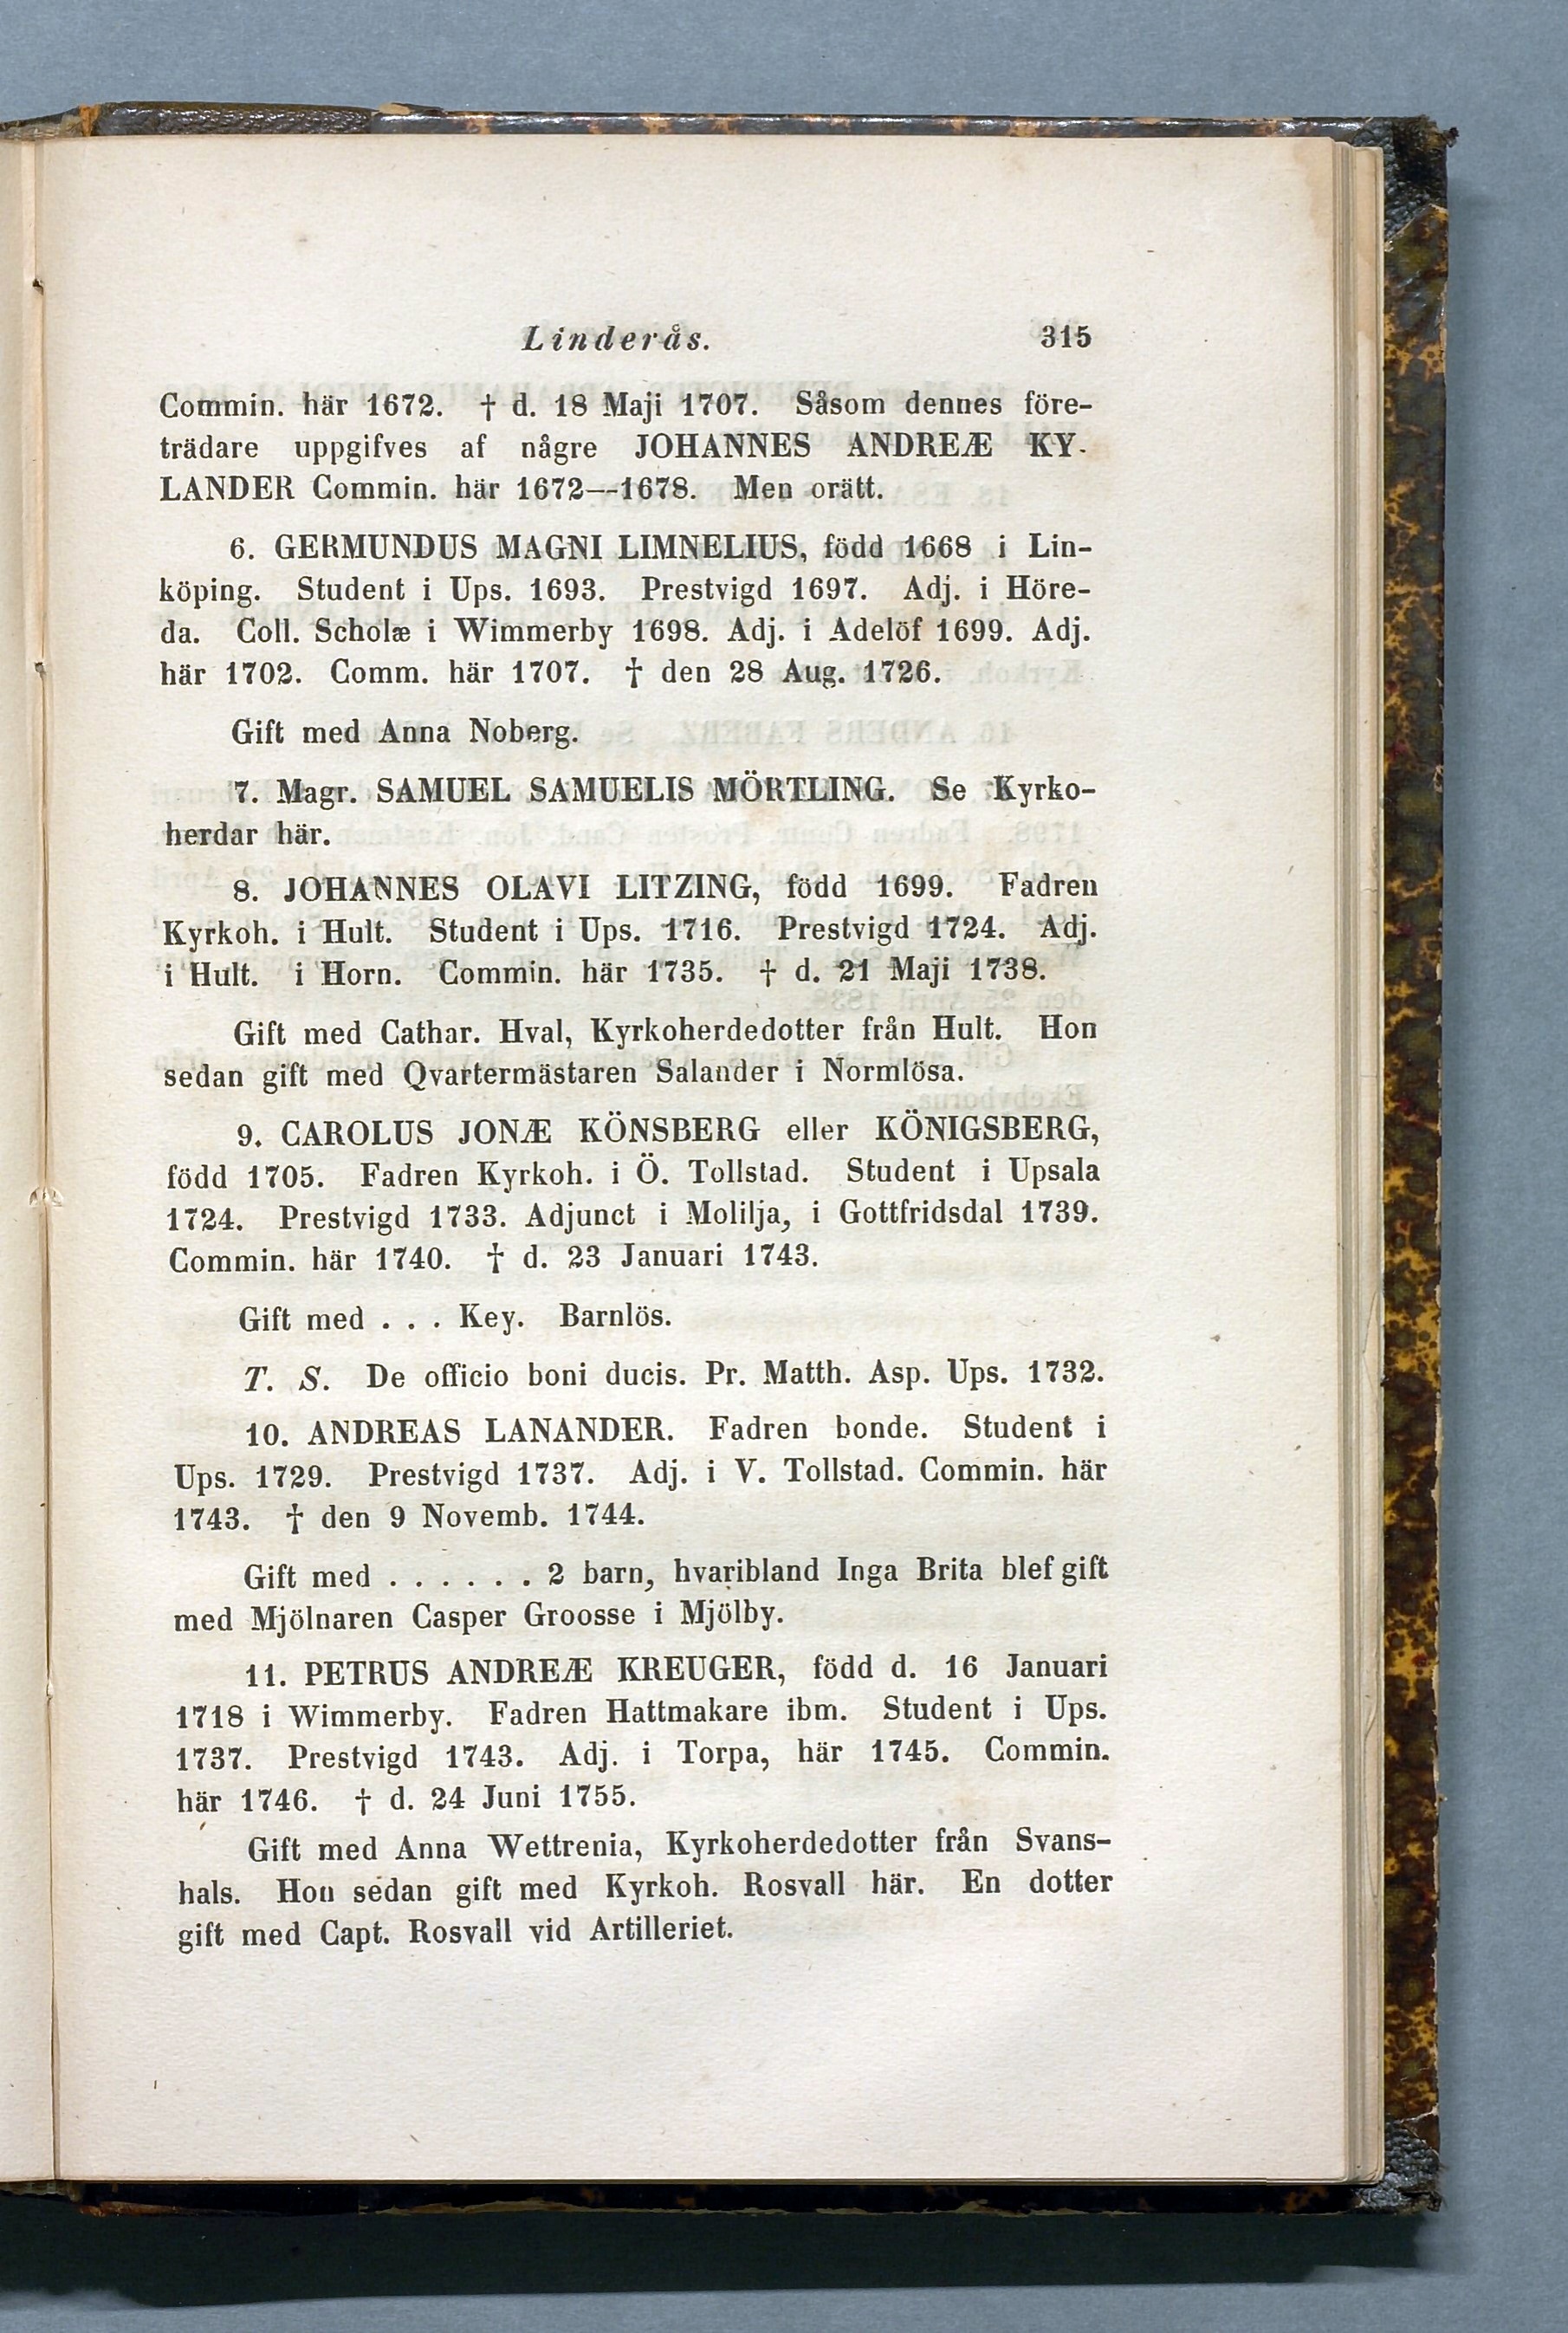 Linderås. 315
Commin. här 1672. † d. 18 Maji 1707. Såsom dennes före-
trädare uppgifves af någre JOHANNES ANDREÆ KY-
LANDER Commin. här 1672—1678. Men orätt.
6. GERMUNDUS MAGNI LIMNELIUS, född 1668 i Lin-
köping. Student i Ups. 1693. Prestvigd 1697. Adj. i Höre-
da. Coll. Scholæ i Wimmerby 1698. Adj. i Adelöf 1699. Adj.
här 1702. Comm. här 1707. † den 28 Aug. 1726.
Gift med Anna Noberg.
7. Magr. SAMUEL SAMUELIS MÖRTLING. Se Kyrko-
herdar här.
8. JOHANNES OLAVI LITZING, född 1699. Fadren
Kyrkoh. i Hult. Student i Ups. 1716. Prestvigd 1724. Adj.
i Hult. i Horn. Commin. här 1735. † d. 21 Maji 1738.
Gift med Cathar. Hval, Kyrkoherdedotter från Hult. Hon
sedan gift med Qvartermästaren Salander i Normlösa.
9. CAROLUS JONÆ KÖNSBERG eller KÖNIGSBERG,
född 1705. Fadren Kyrkoh. i Ö. Tollstad. Student i Upsala
1724. Prestvigd 1733. Adjunct i Molilja, i Gottfridsdal 1739.
Commin. här 1740. † d. 23 Januari 1743.
Gift med . . . Key. Barnlös.
T. S. De officio boni ducis. Pr. Matth. Asp. Ups. 1732.
10. ANDREAS LANANDER. Fadren bonde. Student i
Ups. 1729. Prestvigd 1737. Adj. i V. Tollstad. Commin. här
1743. † den 9 Novemb. 1744.
Gift med . . . . . . 2 barn, hvaribland Inga Brita blef gift
med Mjölnaren Casper Groosse i Mjölby.
11. PETRUS ANDREÆ KREUGER, född d. 16 Januari
1718 i Wimmerby. Fadren Hattmakare ibm. Student i Ups.
1737. Prestvigd 1743. Adj. i Torpa, här 1745. Commin.
här 1746. † d. 24 Juni 1755.
Gift med Anna Wettrenia, Kyrkoherdedotter från Svans-
hals. Hon sedan gift med Kyrkoh. Rosvall här. En dotter
gift med Capt. Rosvall vid Artilleriet.